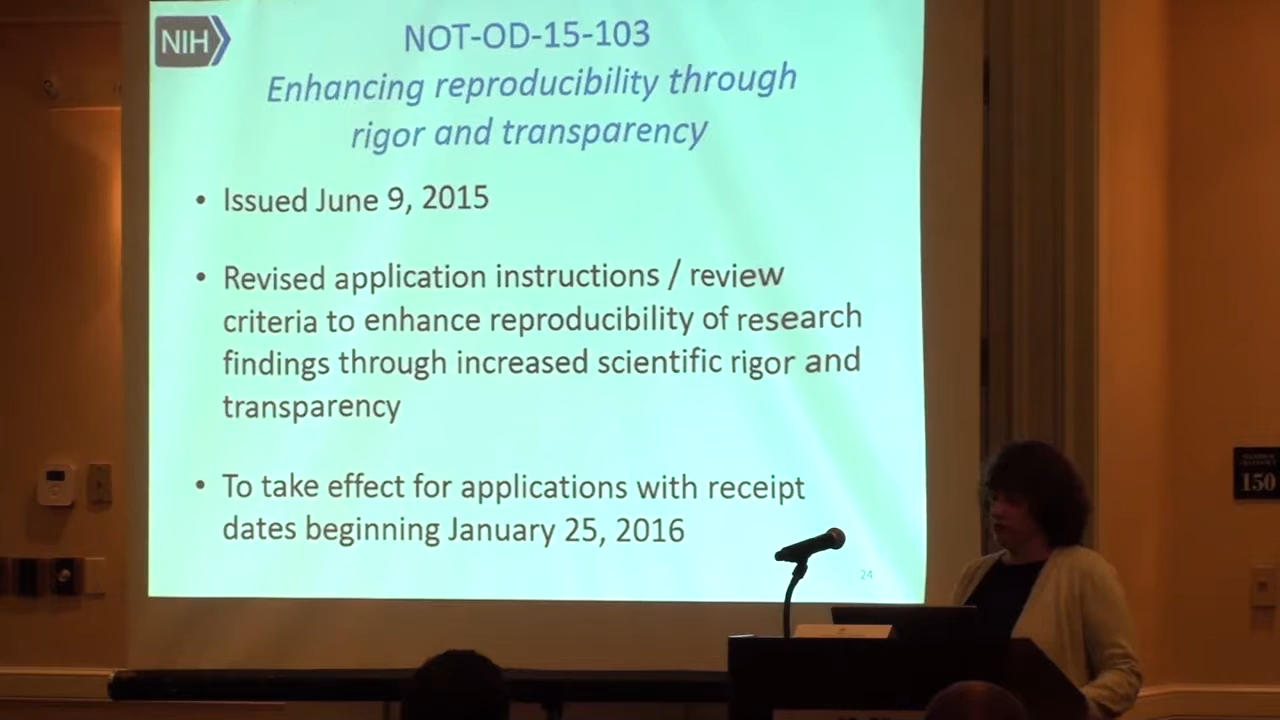 NIH
NOT-OD-15-103
Enhancing reproducibility through
rigor and transparency
• Issued June 9, 2015
• Revised application instructions / review
criteria to enhance reproducibility of research
findings through increased scientific rigor and
transparency
• To take effect for applications with receipt
dates beginning January 25, 2016
24
150